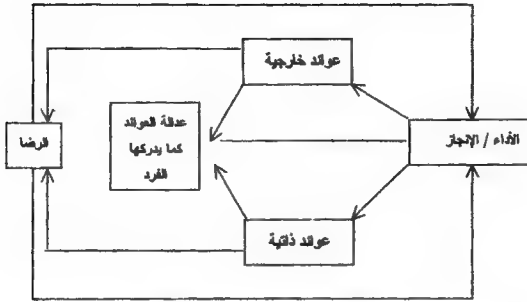 عوائد خارجية
الأداء / الإنجاز
عدالة العوائد
كما يدركها
الفرد
الرضا
عوائد ذاتية